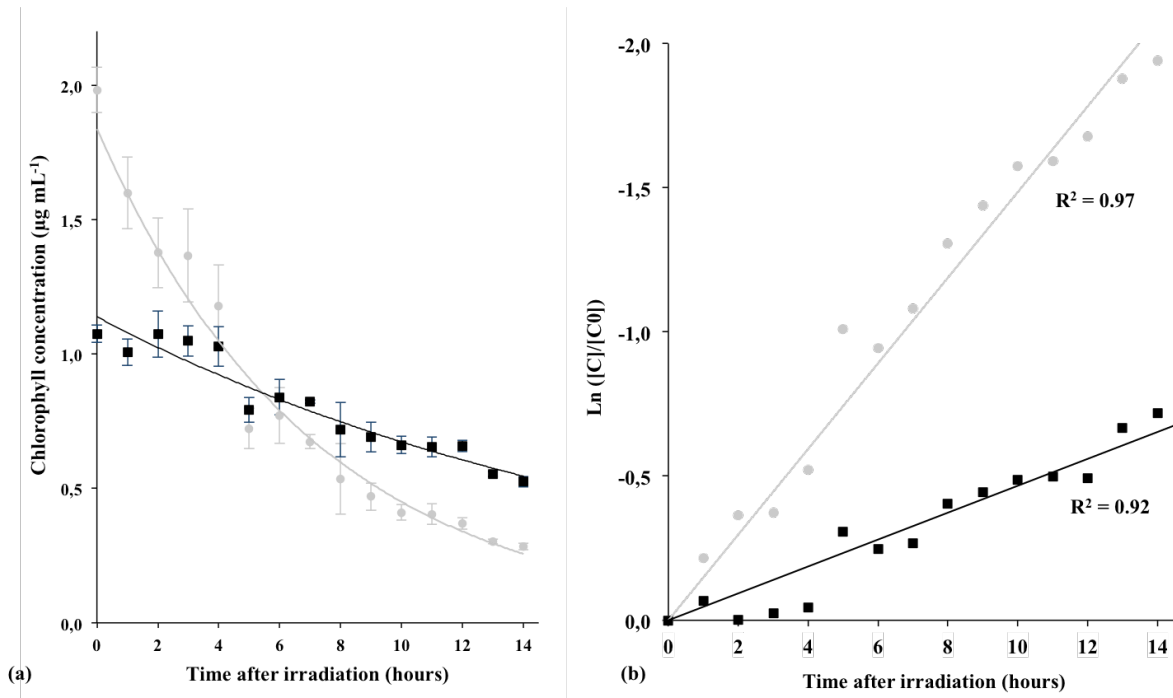 Chlorophyll concentration (µg mL⁻¹)
2,0
1,5
1,0
0,5
0,0
0 2 4 6 8 10 12 14
(a) Time after irradiation (hours)
Ln ([C]/[C0])
-2,0
-1,5
-1,0
-0,5
0,0
R² = 0.97
R² = 0.92
0 2 4 6 8 10 12 14
(b) Time after irradiation (hours)